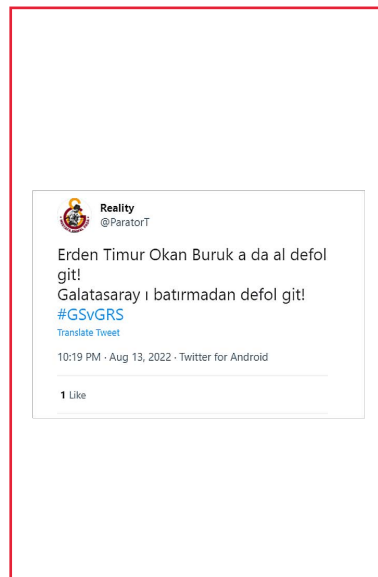 Reality
@ParatorT
Erden Timur Okan Buruk a da al defol
git!
Galatasaray ı batırmadan defol git!
#GSvGRS
Translate Tweet
10:19 PM · Aug 13, 2022 · Twitter for Android
1 Like